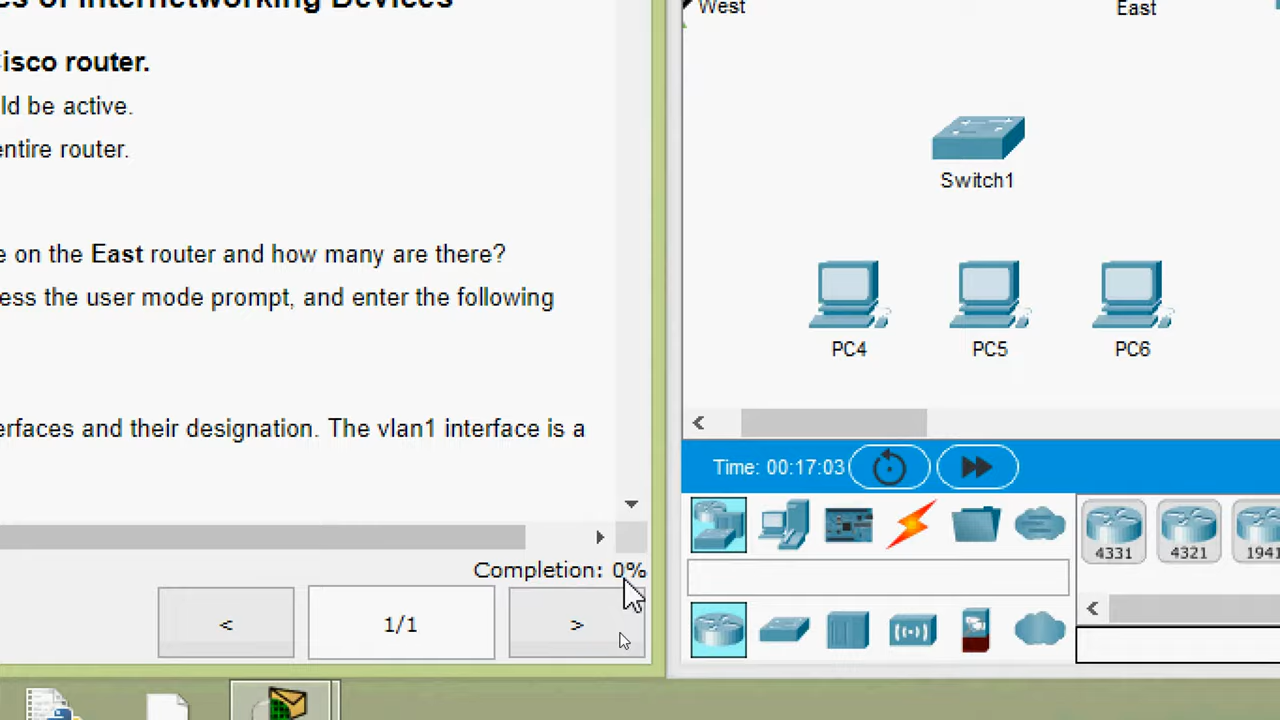 es of Internetworking Devices
Cisco router.
ld be active.
entire router.
e on the East router and how many are there?
ess the user mode prompt, and enter the following
erfaces and their designation. The vlan1 interface is a
Completion: 0%
<
1/1
>
West
East
Switch1
PC4
PC5
PC6
<
Time: 00:17:03
4331
4321
1941
<